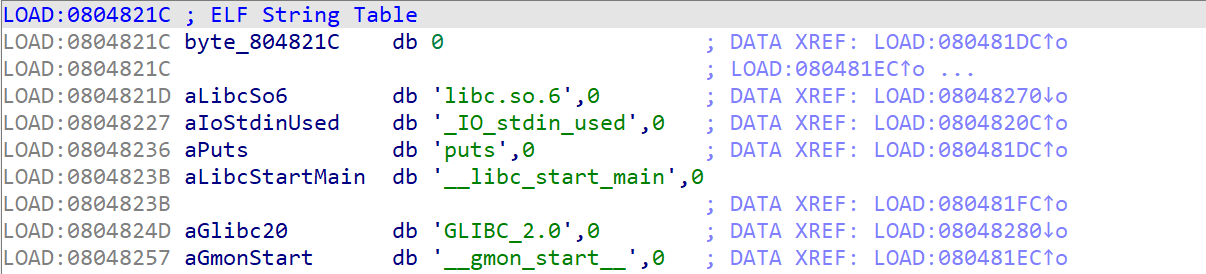 LOAD:0804821C ; ELF String Table
LOAD:0804821C byte_804821C    db 0                    ; DATA XREF: LOAD:080481DC↑o
LOAD:0804821C                                         ; LOAD:080481EC↑o ...
LOAD:0804821D aLibcSo6        db 'libc.so.6',0        ; DATA XREF: LOAD:08048270↓o
LOAD:08048227 aIoStdinUsed    db '_IO_stdin_used',0   ; DATA XREF: LOAD:0804820C↑o
LOAD:08048236 aPuts           db 'puts',0             ; DATA XREF: LOAD:080481DC↑o
LOAD:0804823B aLibcStartMain  db '__libc_start_main',0
LOAD:0804823B                                         ; DATA XREF: LOAD:080481FC↑o
LOAD:0804824D aGlibc20        db 'GLIBC_2.0',0        ; DATA XREF: LOAD:08048280↓o
LOAD:08048257 aGmonStart      db '__gmon_start__',0   ; DATA XREF: LOAD:080481EC↑o